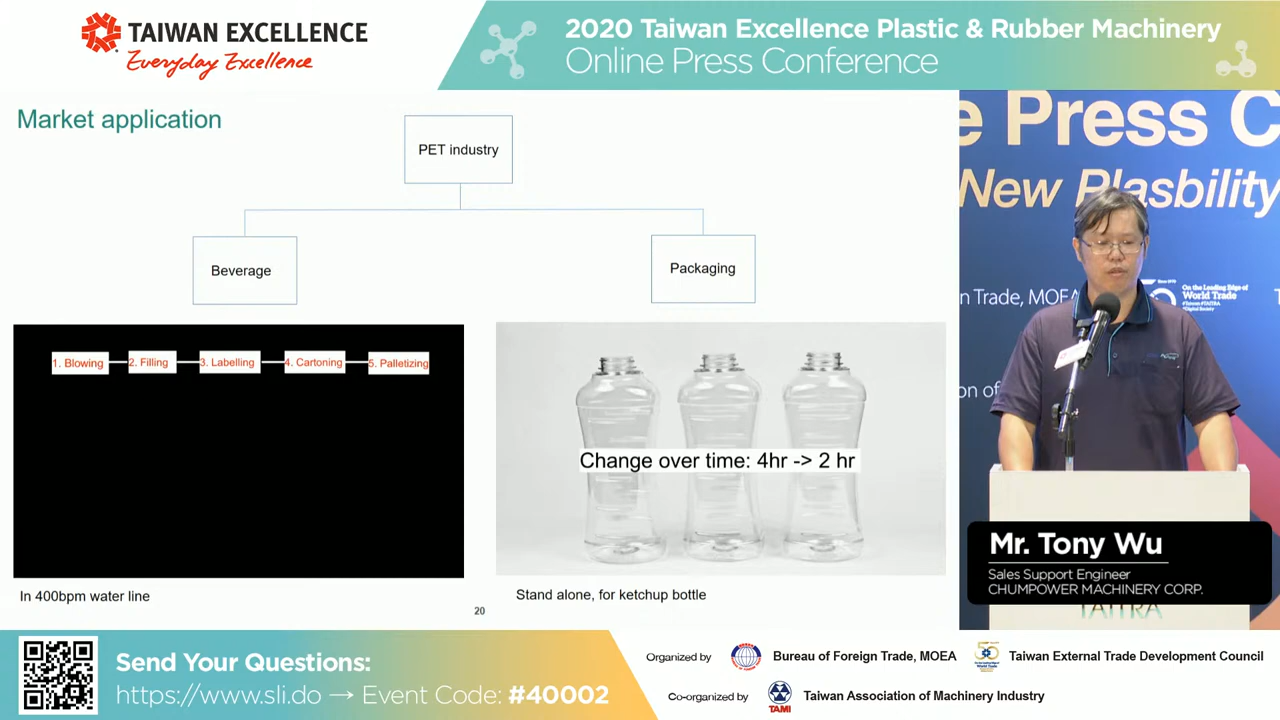 TAIWAN EXCELLENCE
Everyday Excellence
2020 Taiwan Excellence Plastic & Rubber Machinery
Online Press Conference
Market application
PET industry
Beverage
Packaging
1. Blowing
2. Filling
3. Labelling
4. Cartoning
5. Palletizing
Change over time: 4hr -> 2 hr
In 400bpm water line
Stand alone, for ketchup bottle
20
e Press C
New Plasbility
n Trade, MOEA
On the Leading Edge of
World Trade
ion of
Mr. Tony Wu
Sales Support Engineer
CHUMPOWER MACHINERY CORP.
TAITRA
Send Your Questions:
https://www.sli.do → Event Code: #40002
Organized by
Bureau of Foreign Trade, MOEA
Taiwan External Trade Development Council
Co-organized by
TAMI
Taiwan Association of Machinery Industry